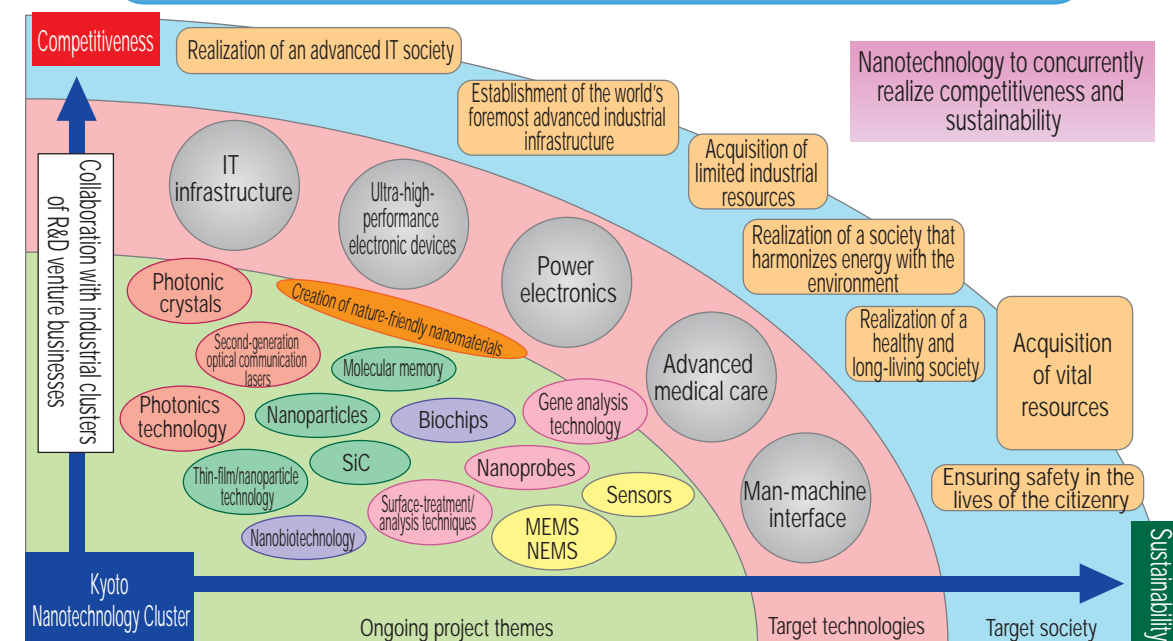 Competitiveness
Realization of an advanced IT society
Establishment of the world's
foremost advanced industrial
infrastructure
Nanotechnology to concurrently
realize competitiveness and
sustainability
Acquisition of
limited industrial
resources
Realization of a society that
harmonizes energy with the
environment
Realization of a
healthy and
long-living society
Acquisition
of vital
resources
Ensuring safety in the
lives of the citizenry
Collaboration with industrial clusters
of R&D venture businesses
IT
infrastructure
Ultra-high-
performance
electronic devices
Power
electronics
Advanced
medical care
Man-machine
interface
Photonic
crystals
Creation of nature-friendly nanomaterials
Second-generation
optical communication
lasers
Molecular memory
Photonics
technology
Nanoparticles
Biochips
Gene analysis
technology
Thin-film/nanoparticle
technology
SiC
Nanoprobes
Sensors
Surface-treatment/
analysis techniques
Nanobiotechnology
MEMS
NEMS
Kyoto
Nanotechnology Cluster
Sustainability
Ongoing project themes
Target technologies
Target society